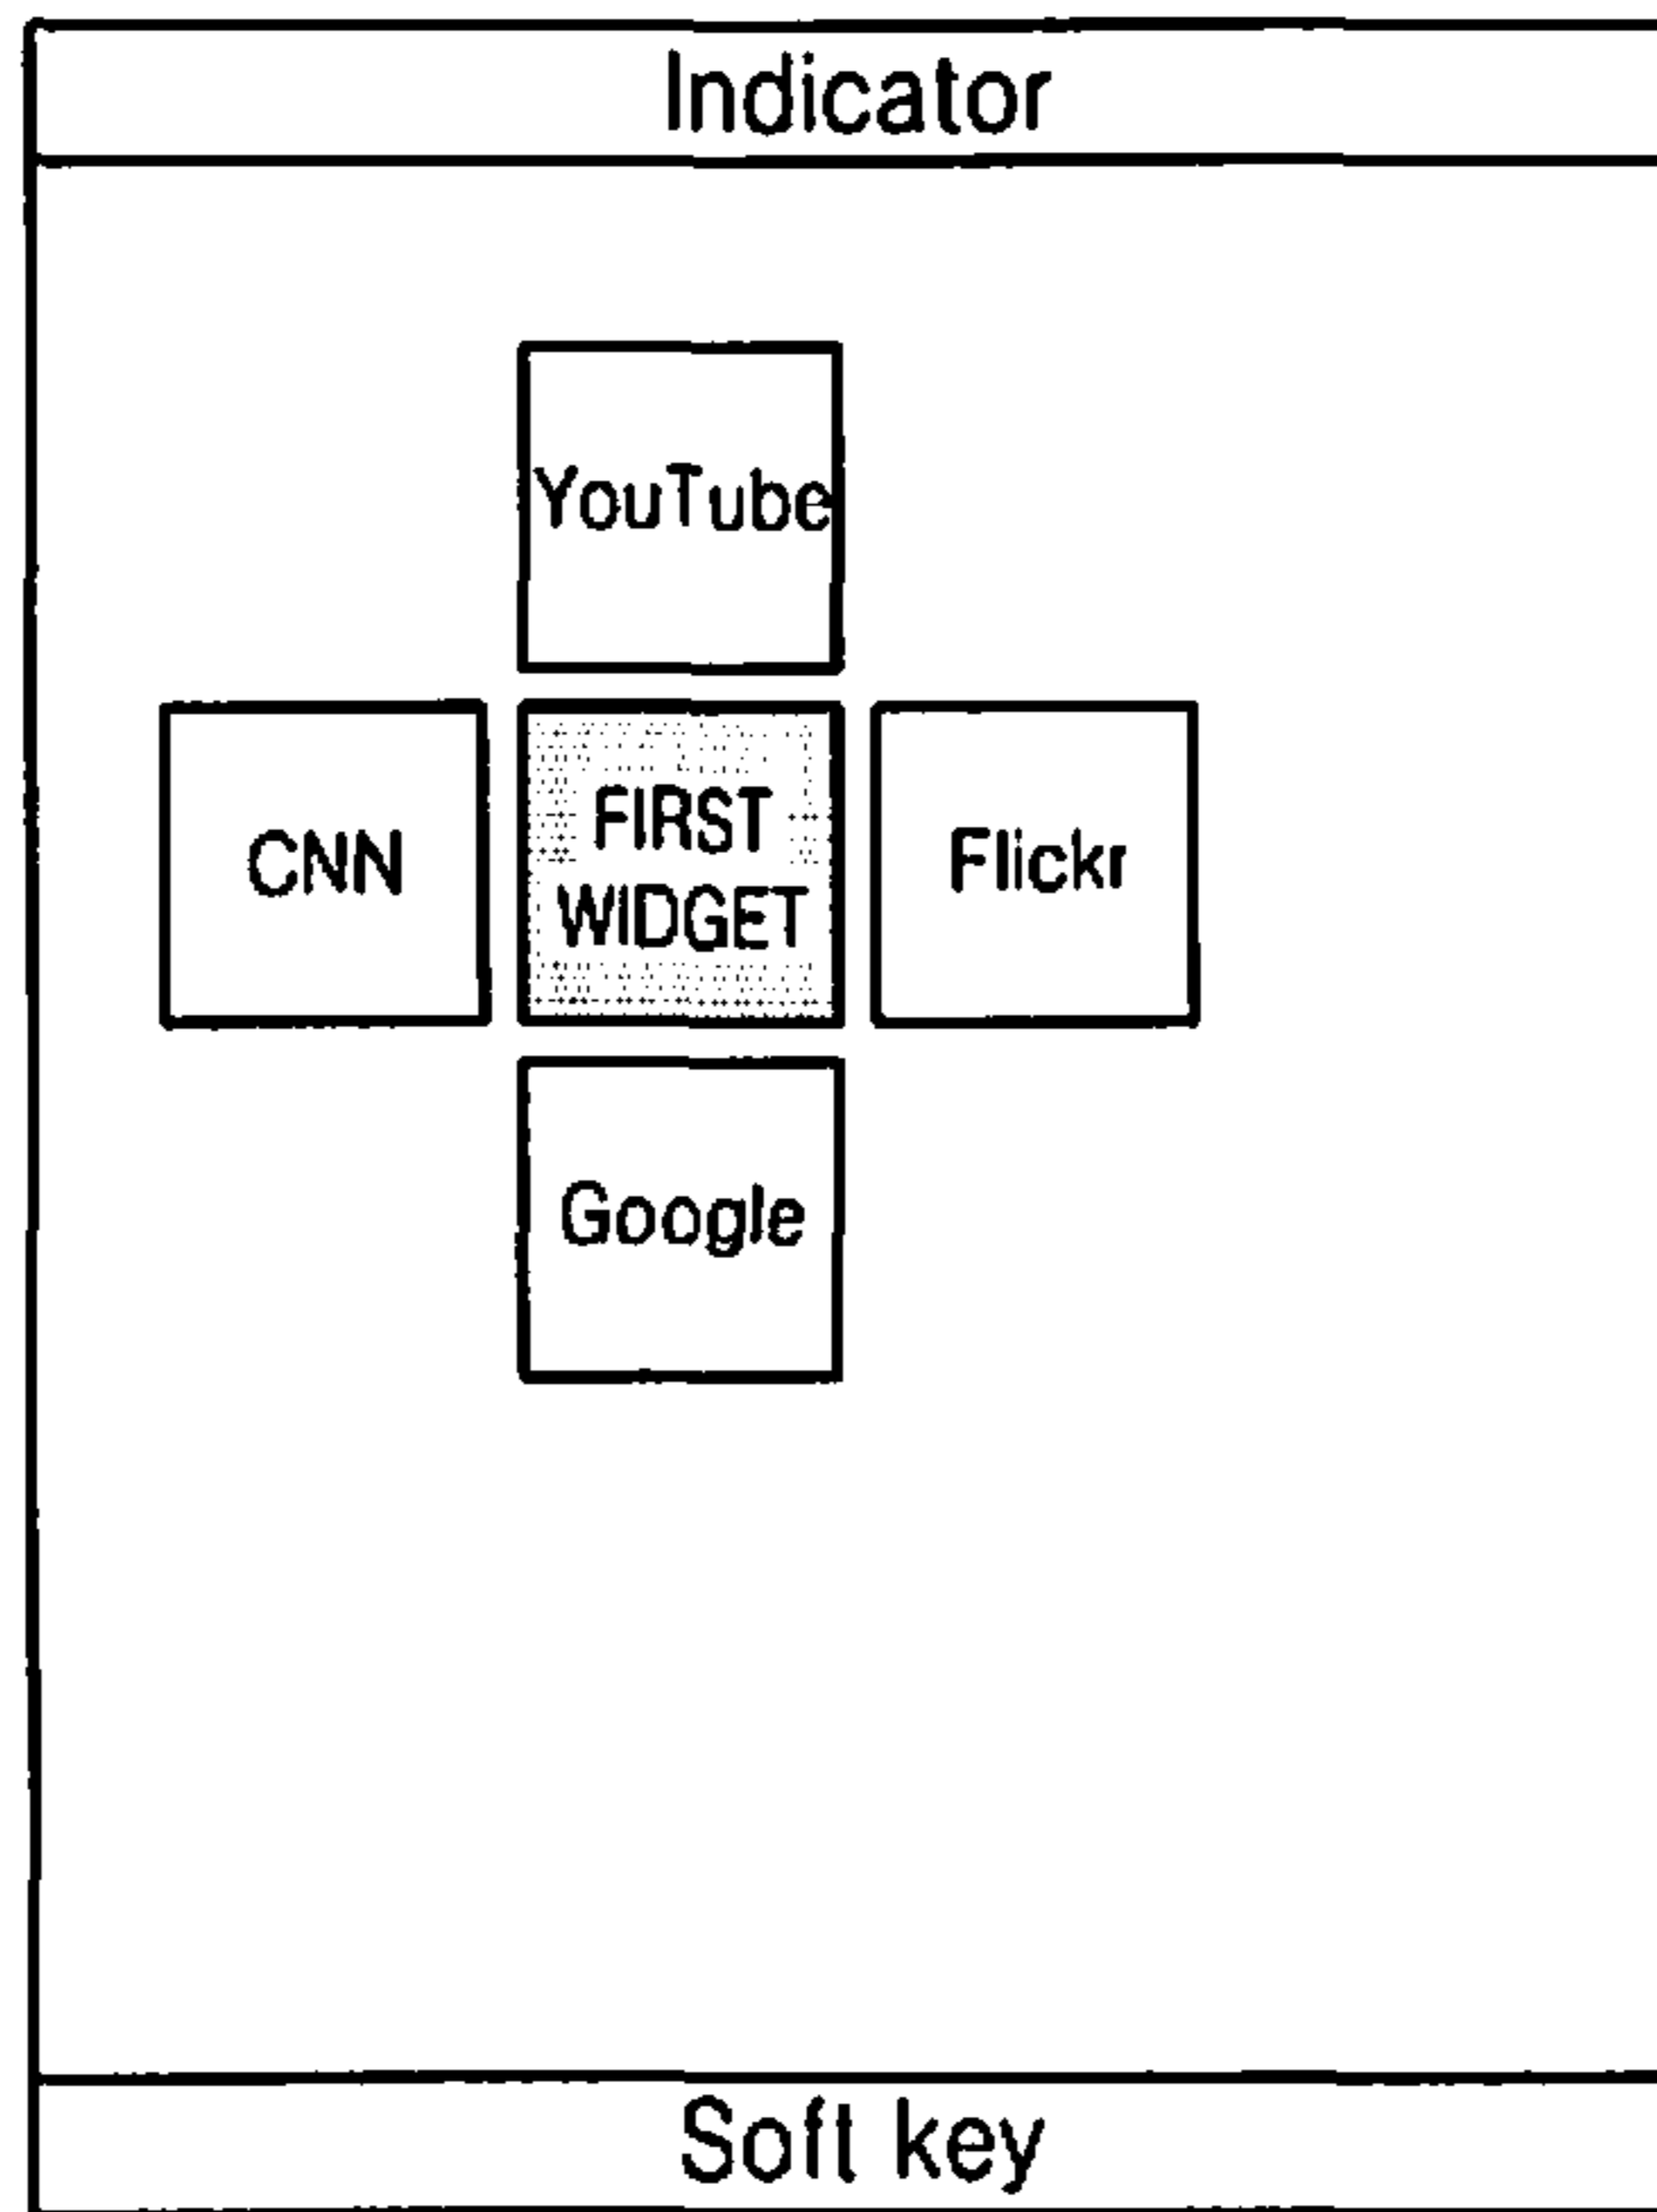 Indicator
YouTube
CNN
FIRST
WIDGET
Flickr
Google
Soft key